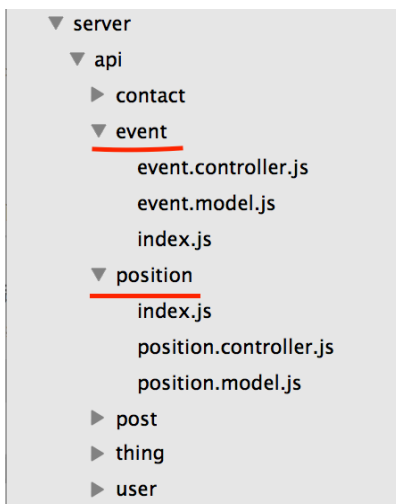 server
api
contact
event
event.controller.js
event.model.js
index.js
position
index.js
position.controller.js
position.model.js
post
thing
user